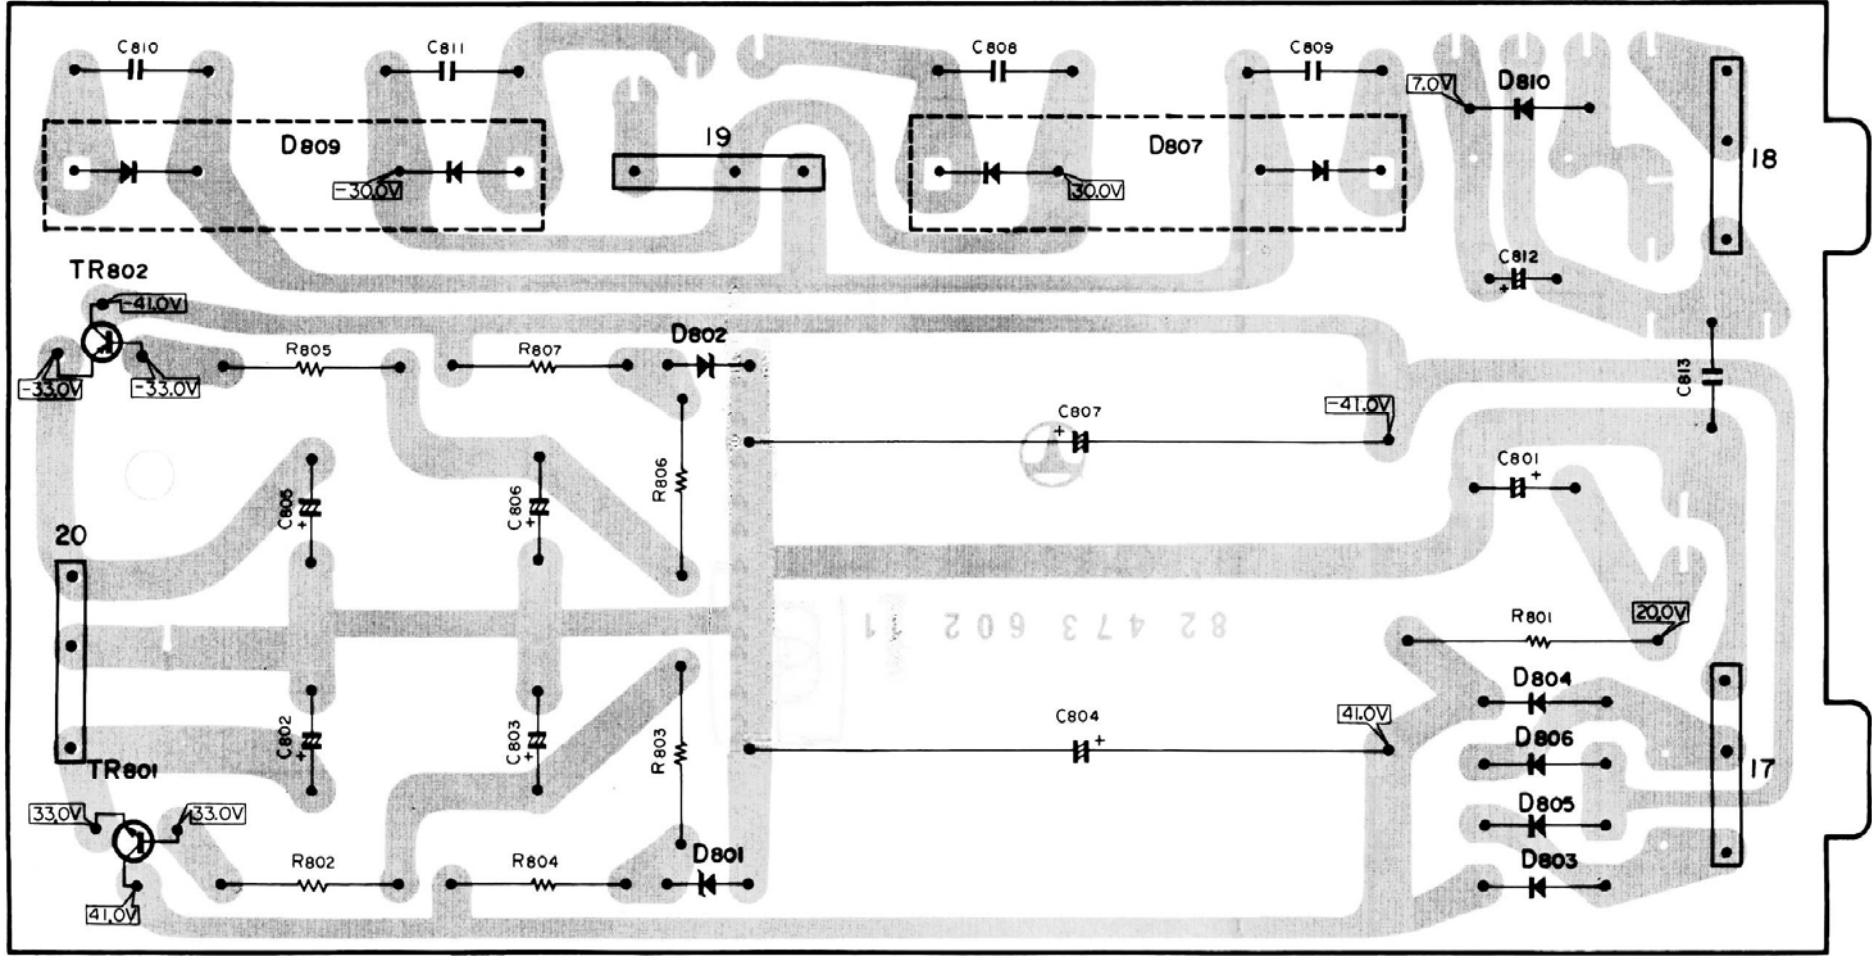 C810
C811
C808
C809
7.0V
D810
D809
19
D807
18
-30.0V
30.0V
TR802
C812
+
-41.0V
D802
R805
R807
-33.0V
-33.0V
C813
C807
+
-41.0V
R806
C801
+
C805
+
C806
+
20
82 473 602 11
R801
20.0V
D804
C802
+
C803
+
R803
C804
+
41.0V
D806
17
TR801
33.0V
33.0V
D805
R802
R804
D801
D803
41.0V